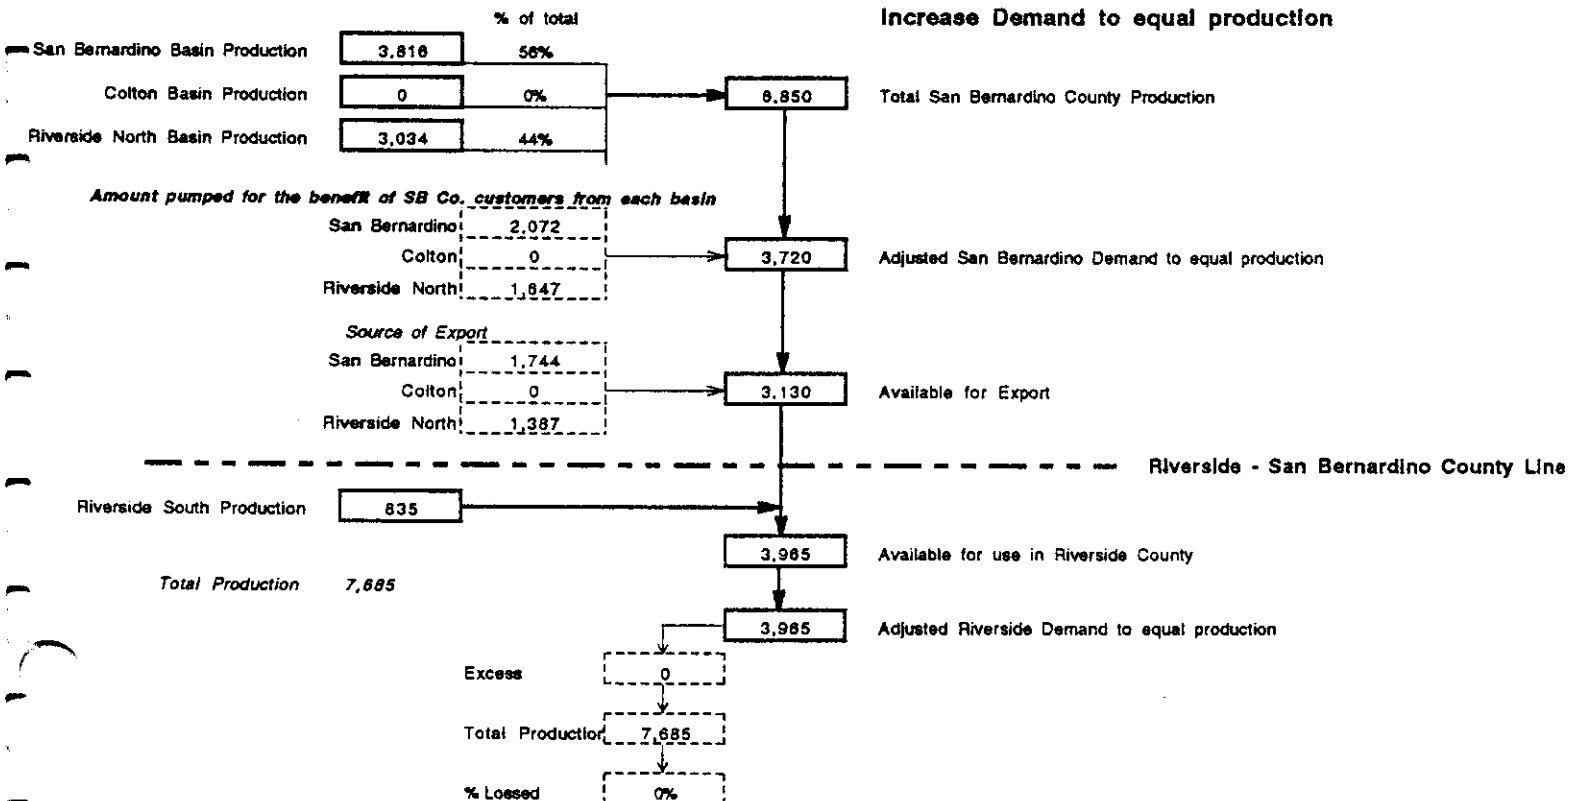 % of total
Increase Demand to equal production
San Bernardino Basin Production 3,816 56%
Colton Basin Production 0 0% 6,850 Total San Bernardino County Production
Riverside North Basin Production 3,034 44%
Amount pumped for the benefit of SB Co. customers from each basin
San Bernardino 2,072
Colton 0 3,720 Adjusted San Bernardino Demand to equal production
Riverside North 1,647
Source of Export
San Bernardino 1,744
Colton 0 3,130 Available for Export
Riverside North 1,387
Riverside - San Bernardino County Line
Riverside South Production 835
3,965 Available for use in Riverside County
Total Production 7,685
3,965 Adjusted Riverside Demand to equal production
Excess 0
Total Production 7,685
% Lossed 0%